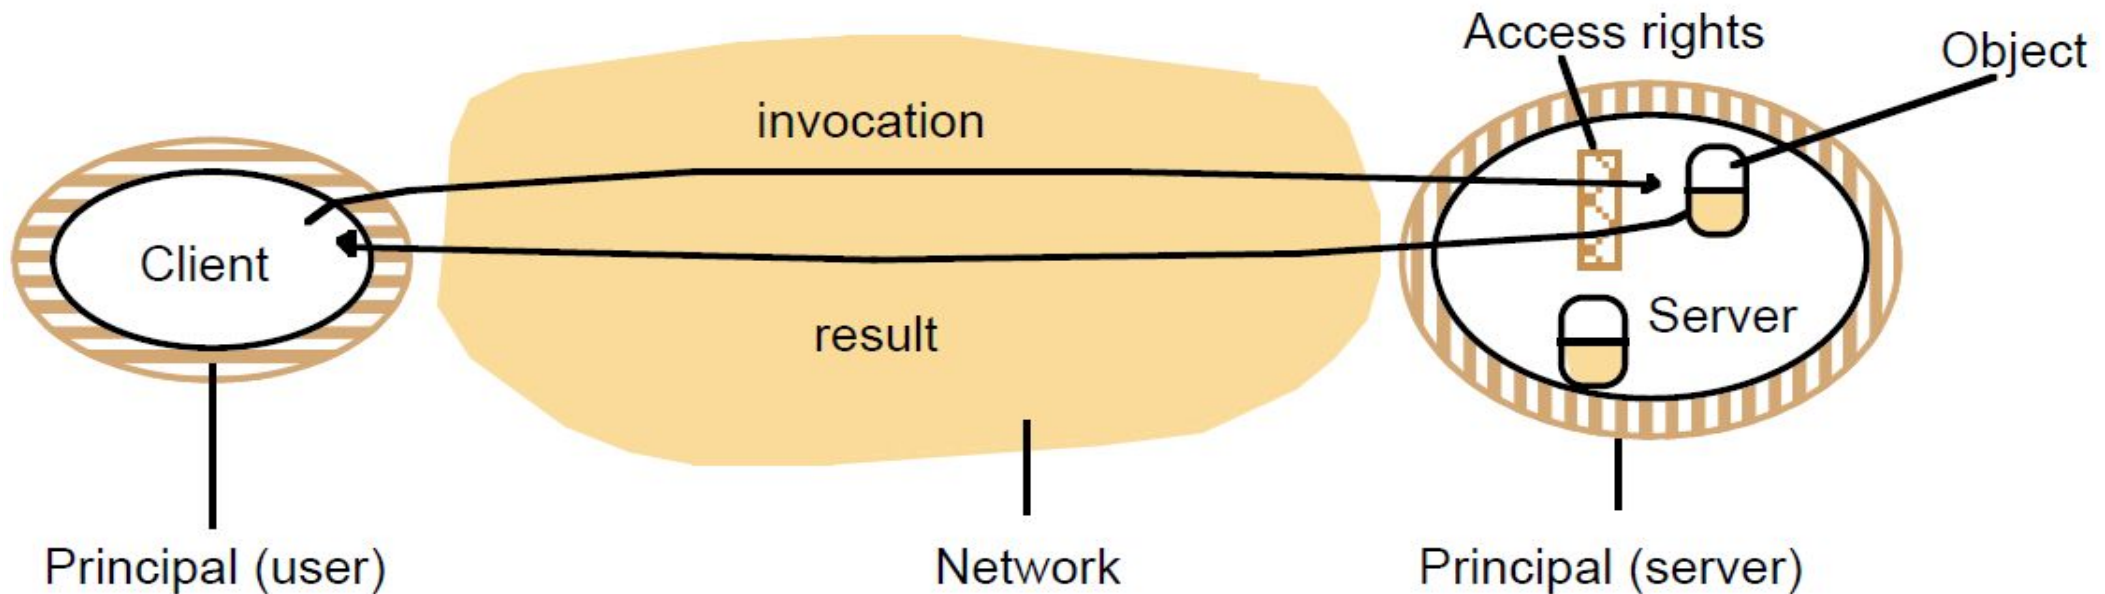 Access rights
Object
invocation
Client
Server
result
Principal (user)
Network
Principal (server)